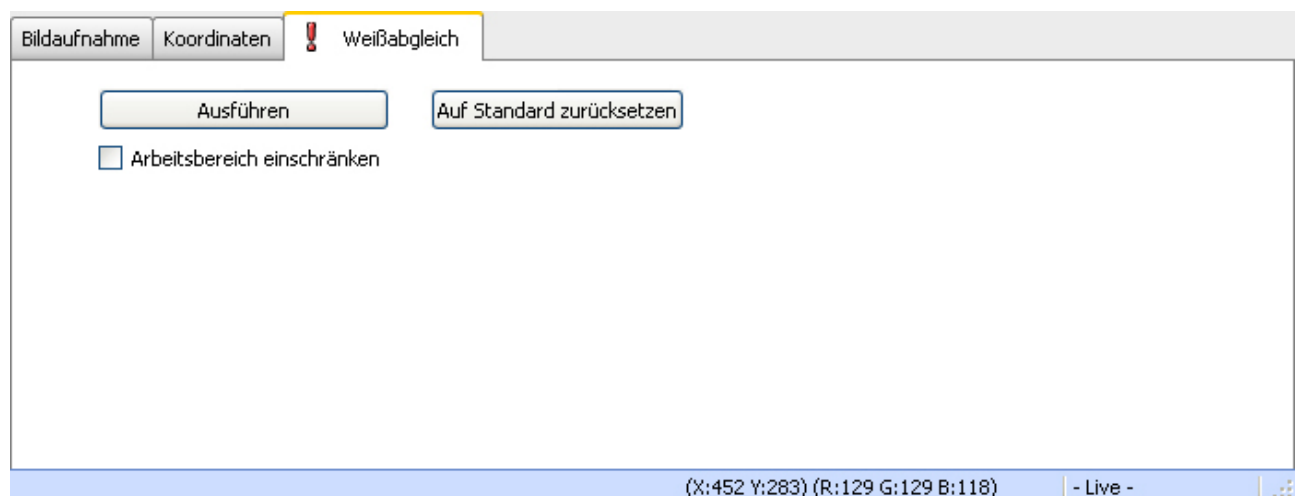 Bildaufnahme Koordinaten Weißabgleich
Ausführen Auf Standard zurücksetzen
Arbeitsbereich einschränken
(X:452 Y:283) (R:129 G:129 B:118) - Live -